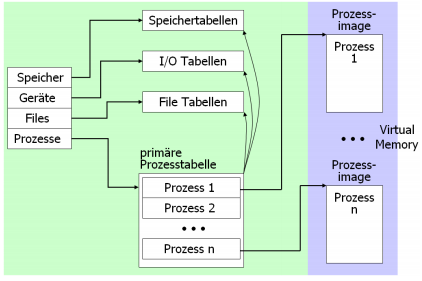 Speicher
Geräte
Files
Prozesse
Speichertabellen
I/O Tabellen
File Tabellen
primäre
Prozesstabelle
Prozess 1
Prozess 2
•••
Prozess n
Prozess-
image
Prozess
1
•••
Virtual
Memory
Prozess-
image
Prozess
n